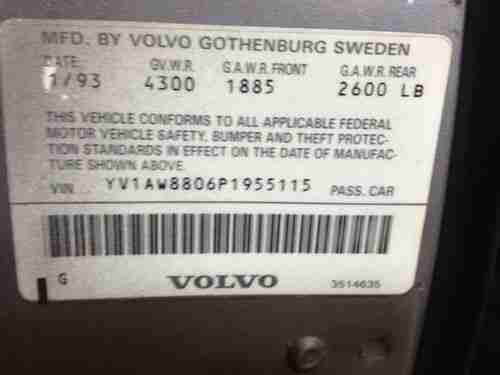 MFD. BY VOLVO GOTHENBURG SWEDEN
DATE: G.V.W.R. G.A.W.R. FRONT G.A.W.R. REAR
1/93 4300 1885 2600 LB
THIS VEHICLE CONFORMS TO ALL APPLICABLE FEDERAL
MOTOR VEHICLE SAFETY, BUMPER AND THEFT PROTEC-
TION STANDARDS IN EFFECT ON THE DATE OF MANUFAC-
TURE SHOWN ABOVE.
VIN YV1AW8806P1955115 PASS. CAR
G VOLVO 3514635